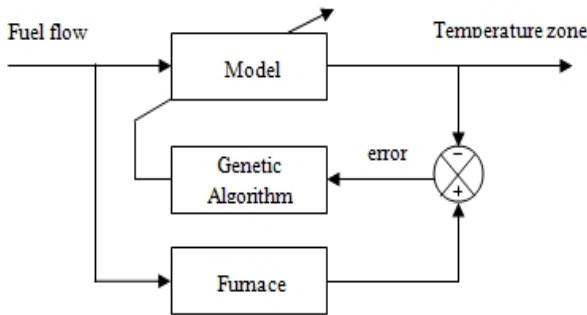 Fuel flow
Temperature zone
Model
−
error
Genetic
Algorithm
+
Furnace